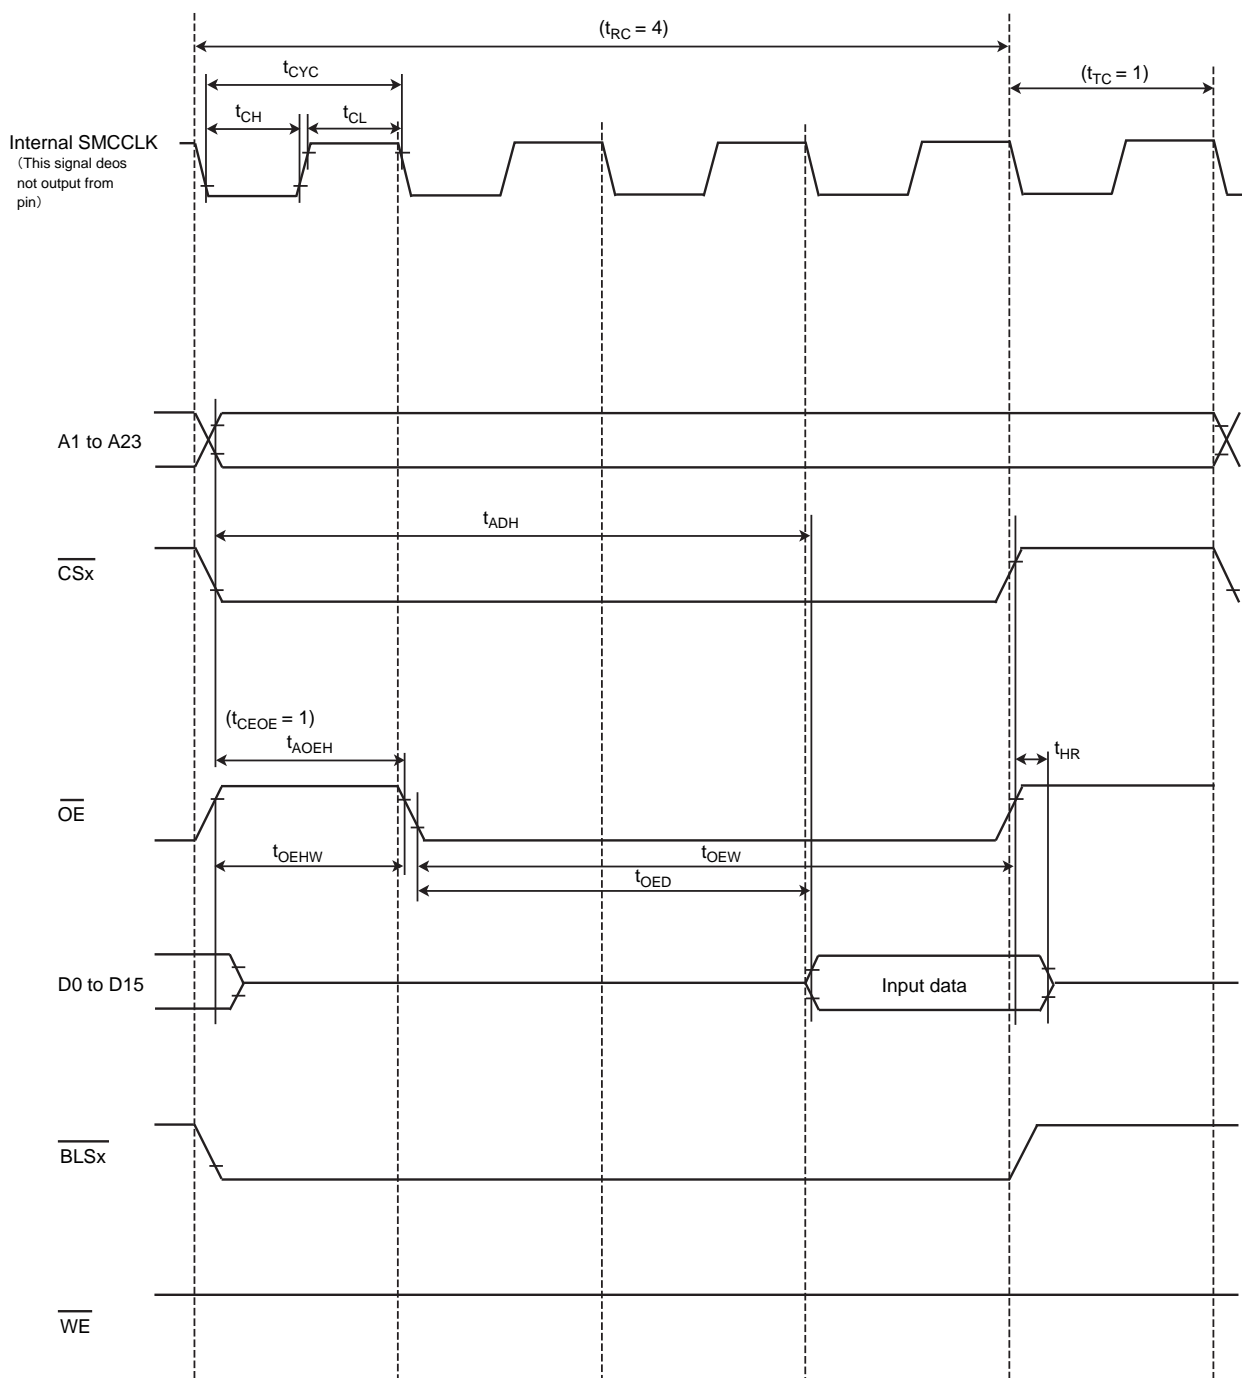 (tRC = 4)
tCYC
(tTC = 1)
tCH
tCL
Internal SMCCLK
（This signal deos
not output from
pin）
A1 to A23
tADH
CSx
(tCEOE = 1)
tAOEH
tHR
OE
tOEHW
tOEW
tOED
D0 to D15
Input data
BLSx
WE